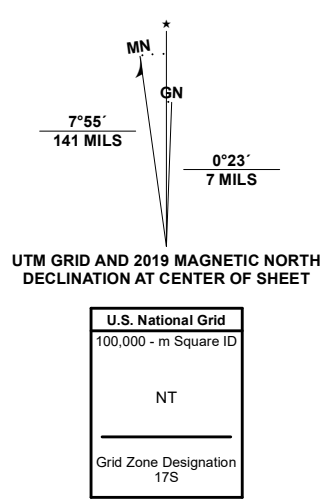 ★
MN
GN
7°55´
141 MILS
0°23´
7 MILS
UTM GRID AND 2019 MAGNETIC NORTH
DECLINATION AT CENTER OF SHEET
U.S. National Grid
100,000 - m Square ID
NT
Grid Zone Designation
17S